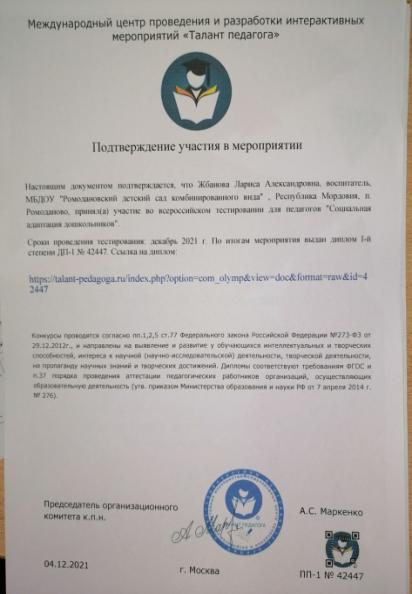 Международный центр проведения и разработки интерактивных
мероприятий «Талант педагога»
Подтверждение участия в мероприятии
Настоящим документом подтверждается, что Жбанова Лариса Александровна, воспитатель,
МБДОУ "Ромодановский детский сад комбинированного вида" , Республика Мордовия, п.
Ромоданово, принял(а) участие во всероссийском тестировании для педагогов "Социальная
адаптация дошкольников".
Сроки проведения тестирования: декабрь 2021 г. По итогам мероприятия выдан диплом I-й
степени ДП-1 № 42447. Ссылка на диплом:
https://talant-pedagoga.ru/index.php?option=com_olymp&view=doc&format=raw&id=4
2447
Конкурсы проводятся согласно пп.1,2,5 ст.77 Федерального закона Российской Федерации №273-ФЗ от
29.12.2012г., и направлены на выявление и развитие у обучающихся интеллектуальных и творческих
способностей, интереса к научной (научно-исследовательской) деятельности, творческой деятельности,
на пропаганду научных знаний и творческих достижений. Дипломы соответствуют требованиям ФГОС и
п.37 порядка проведения аттестации педагогических работников организаций, осуществляющих
образовательную деятельность (утв. приказом Министерства образования и науки РФ от 7 апреля 2014 г.
№ 276).
Председатель организационного
комитета к.п.н.
А.С. Маркенко
ТАЛАНТ ПЕДАГОГА
04.12.2021
г. Москва
ПП-1 № 42447